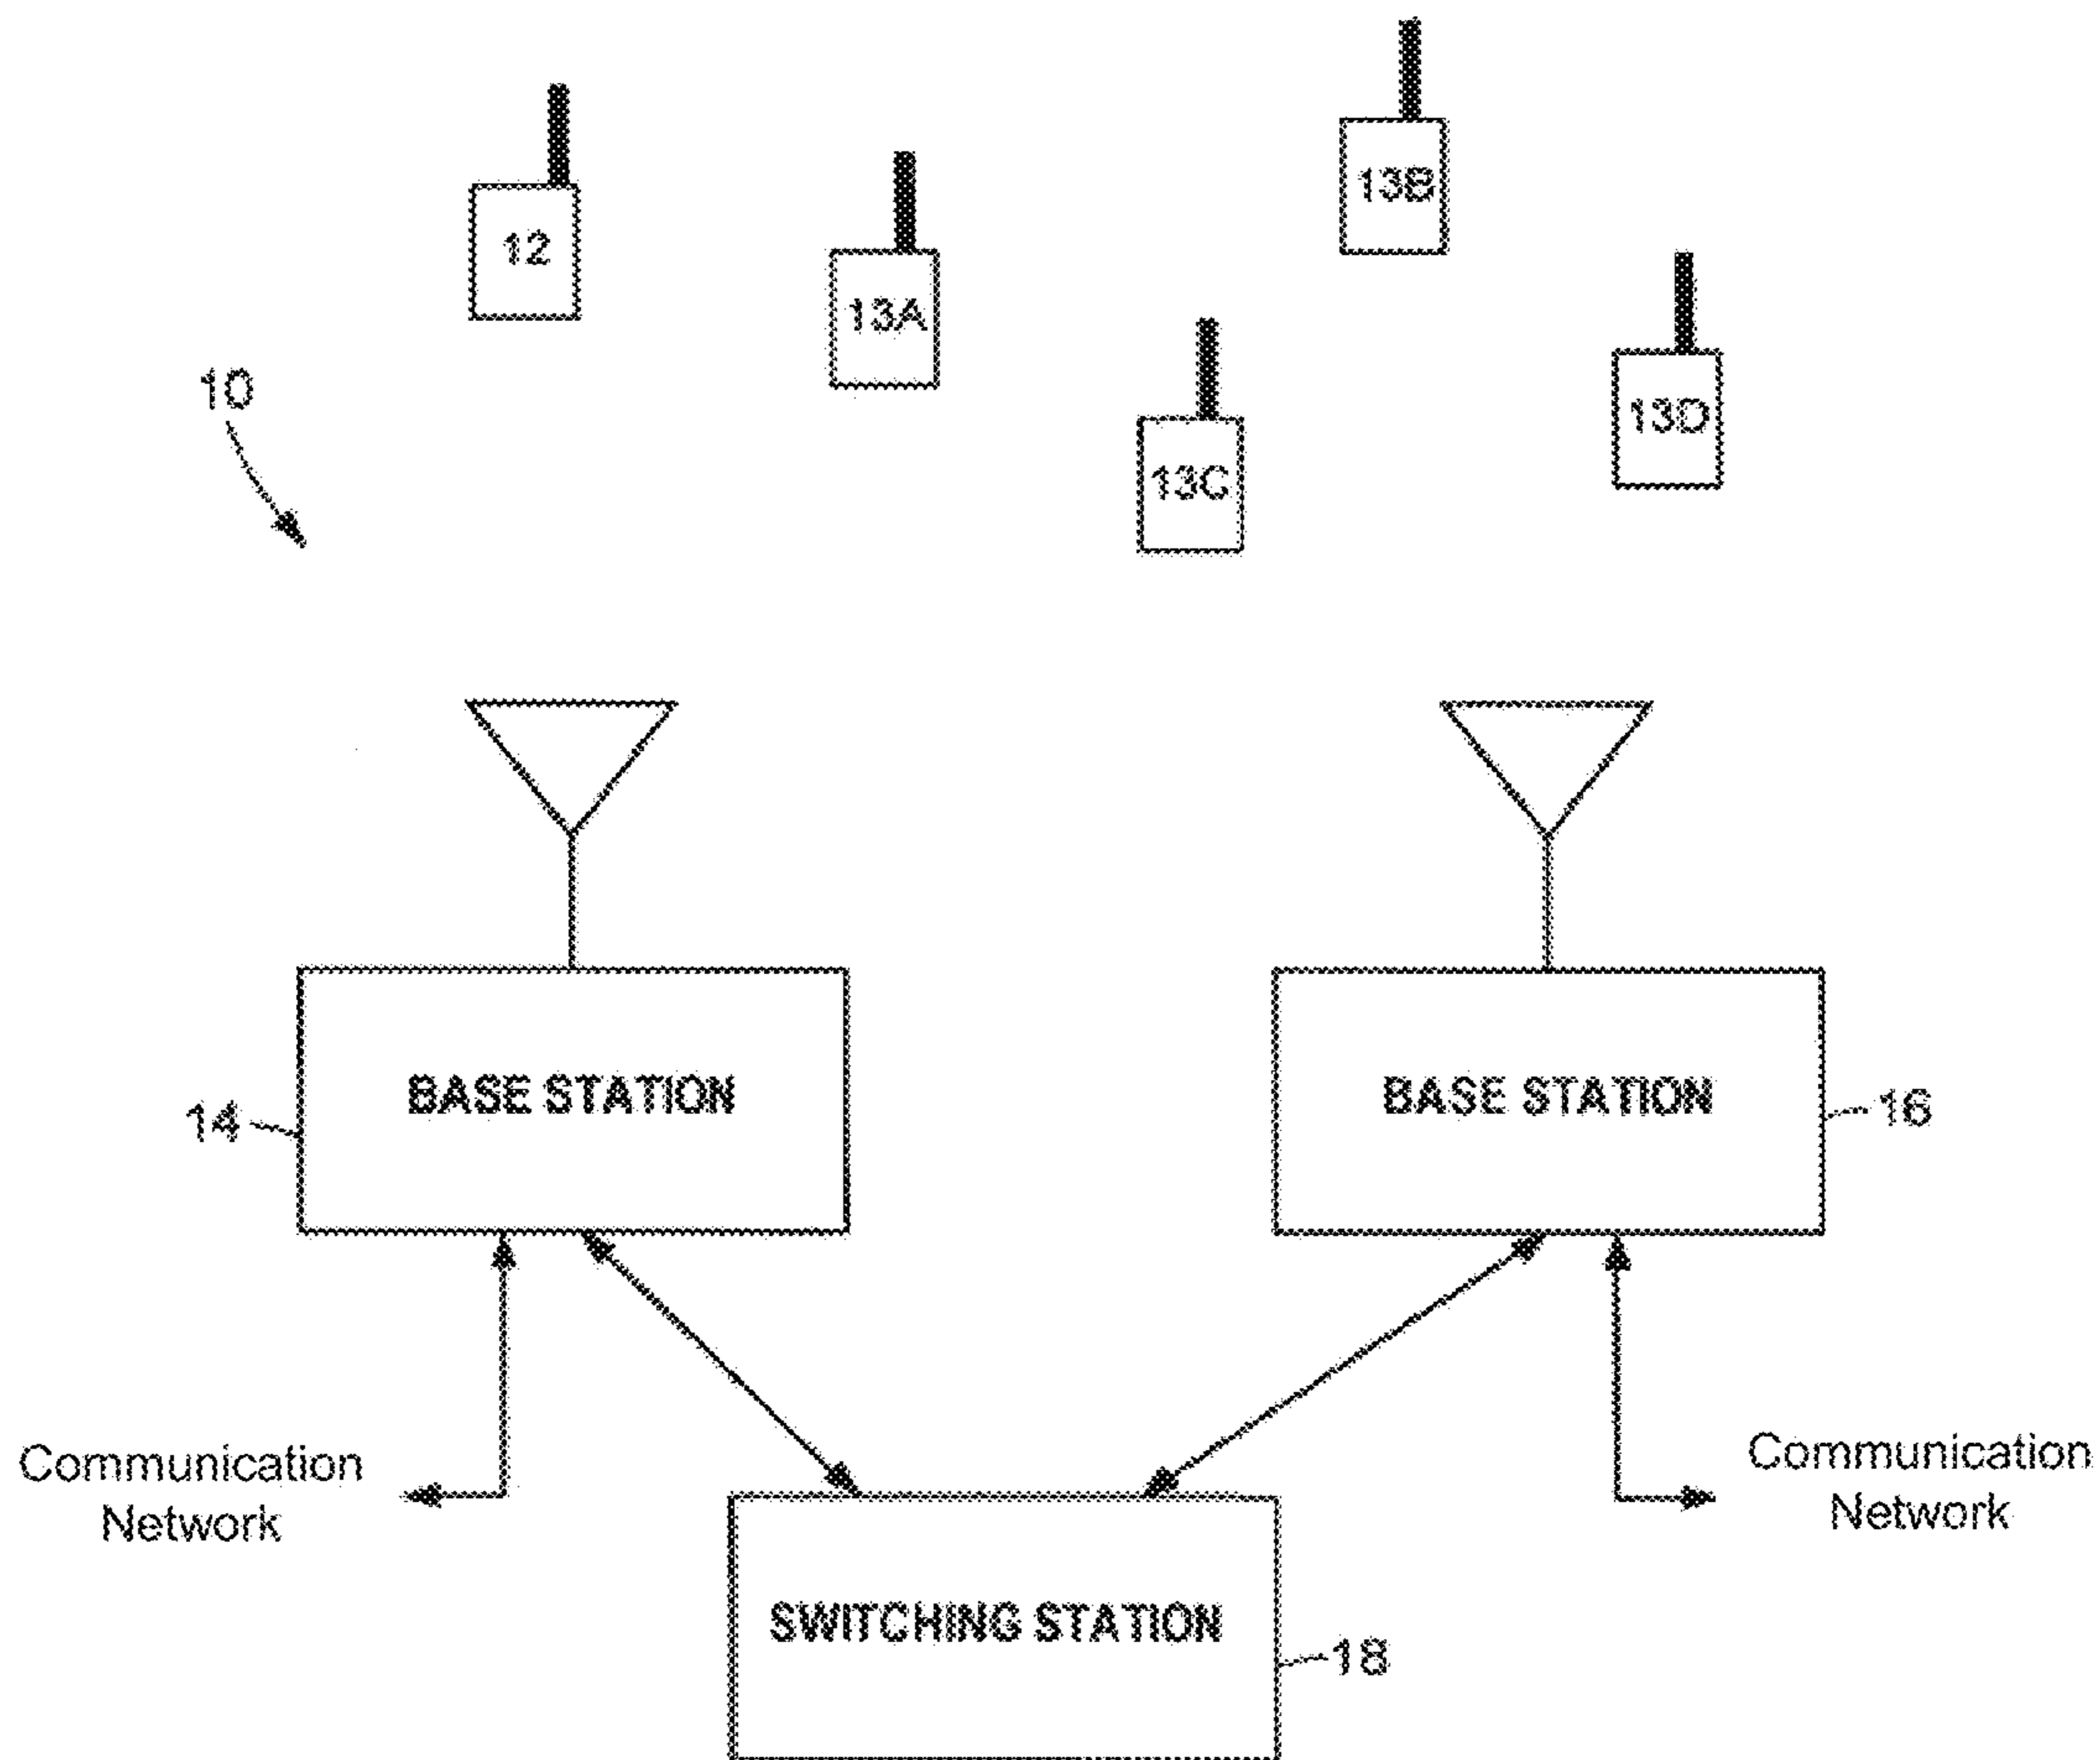 13B
12
13A
10
13D
13C
BASE STATION
BASE STATION
14
16
Communication
Network
Communication
Network
SWITCHING STATION
18